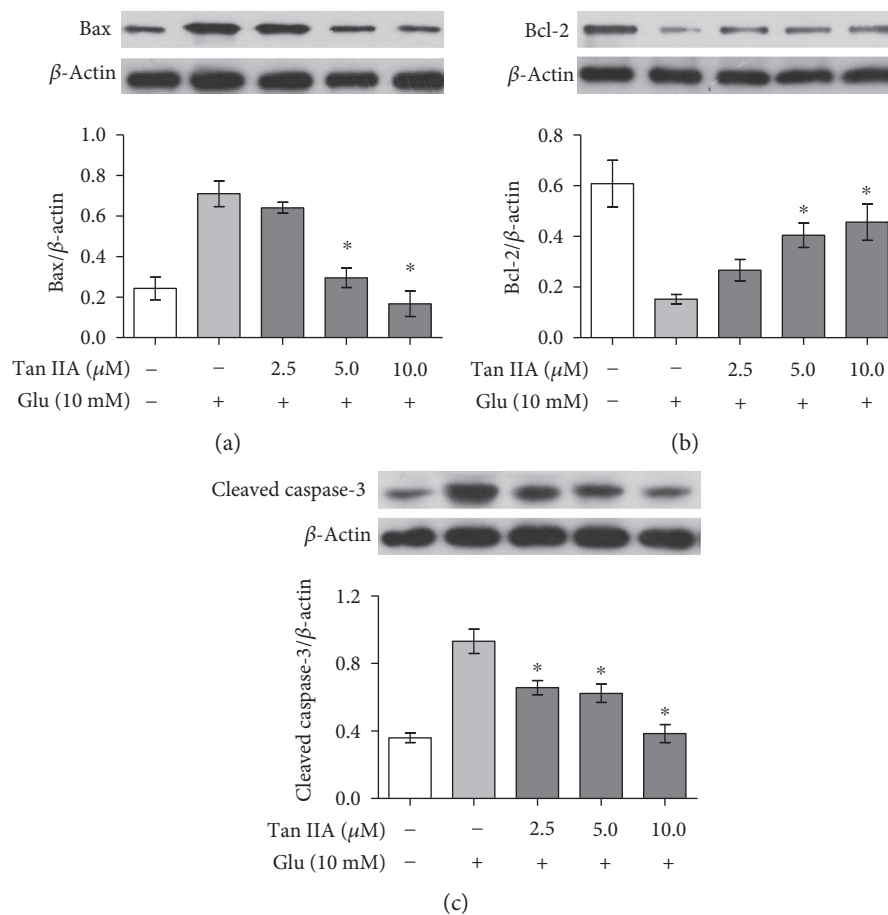 Bax
β-Actin
Bax/β-actin
1.0
0.8
0.6
0.4
0.2
0.0
*
*
Tan IIA (μM) – – 2.5 5.0 10.0
Glu (10 mM) – + + + +
(a)
Bcl-2
β-Actin
Bcl-2/β-actin
0.8
0.6
0.4
0.2
0.0
*
*
Tan IIA (μM) – – 2.5 5.0 10.0
Glu (10 mM) – + + + +
(b)
Cleaved caspase-3
β-Actin
Cleaved caspase-3/β-actin
1.2
0.8
0.4
0.0
*
*
*
Tan IIA (μM) – – 2.5 5.0 10.0
Glu (10 mM) – + + + +
(c)